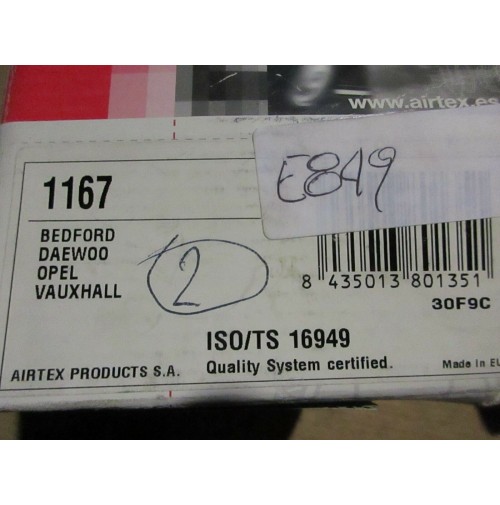 www.airtex.es
E849
1167
BEDFORD
DAEWOO
OPEL
VAUXHALL
2
8 435013 801351
30F9C
ISO/TS 16949
Quality System certified.
AIRTEX PRODUCTS S.A.
Made in EU